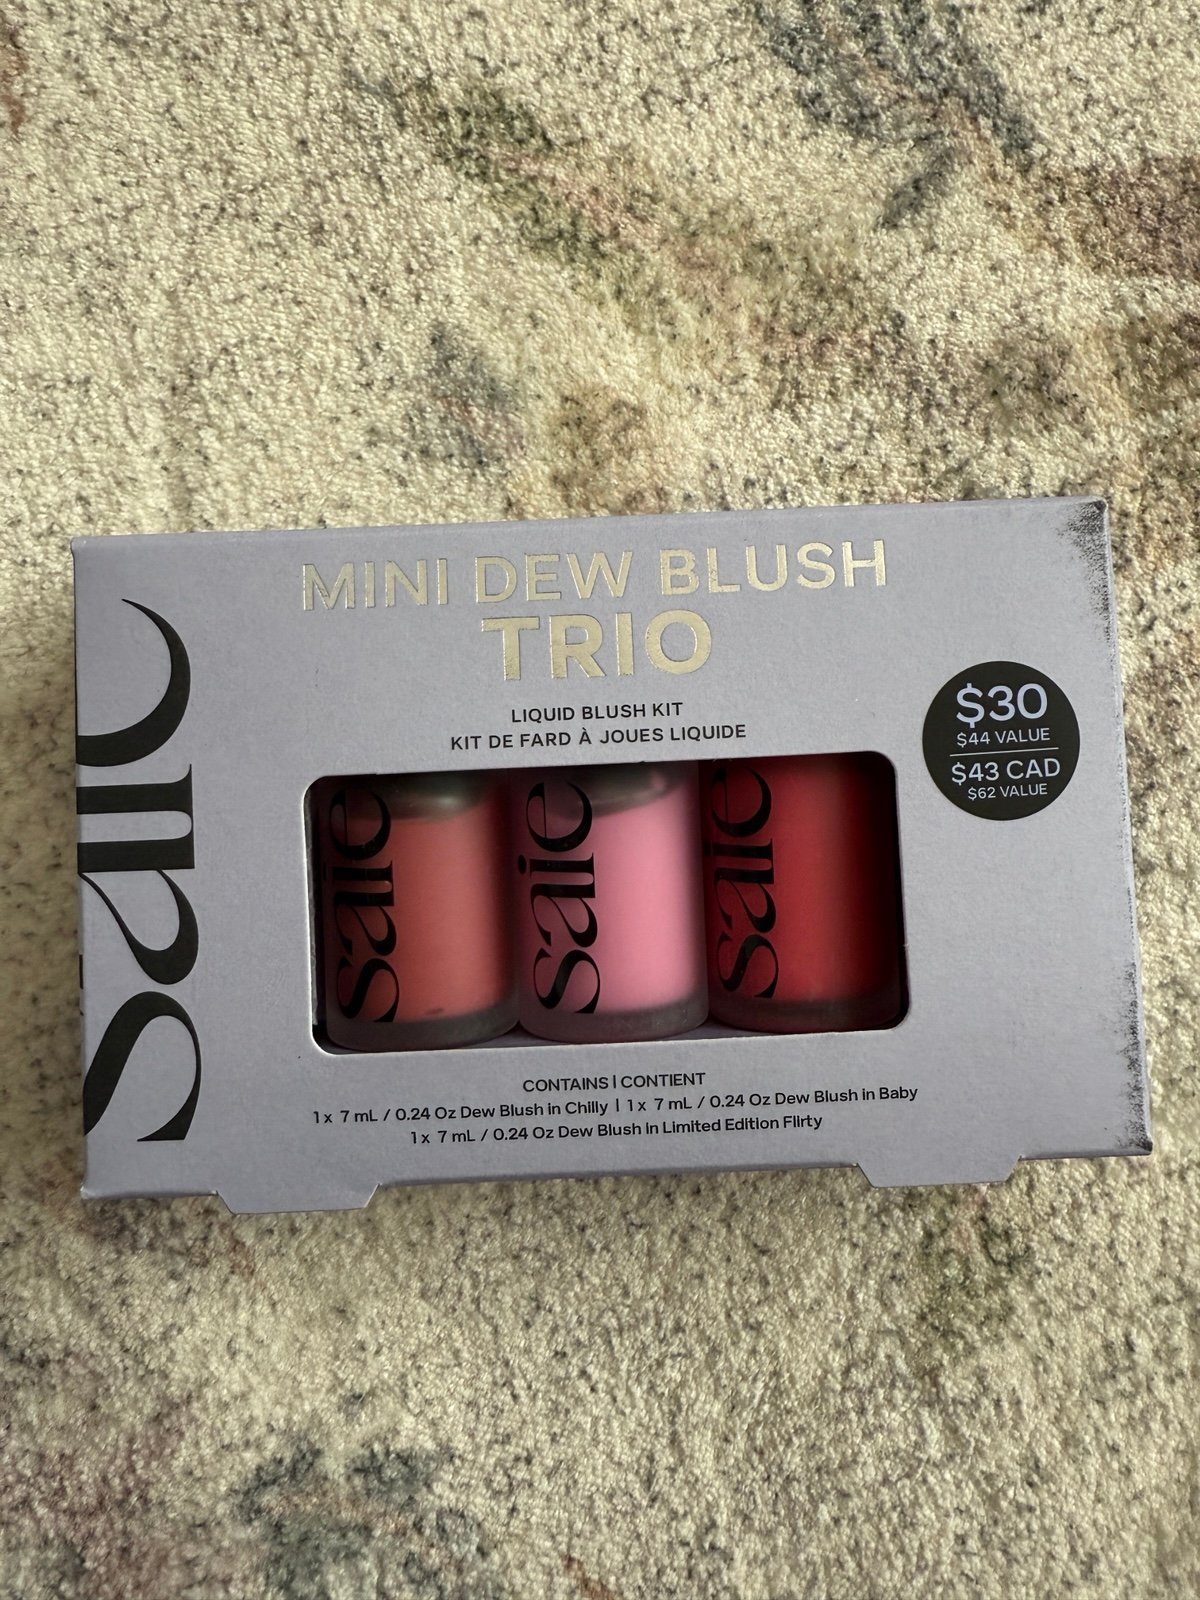 saie
MINI DEW BLUSH
TRIO
LIQUID BLUSH KIT
KIT DE FARD À JOUES LIQUIDE
$30
$44 VALUE
$43 CAD
$62 VALUE
saie
saie
saie
CONTAINS | CONTIENT
1 x 7 mL / 0.24 Oz Dew Blush in Chilly | 1 x 7 mL / 0.24 Oz Dew Blush in Baby
1 x 7 mL / 0.24 Oz Dew Blush in Limited Edition Flirty